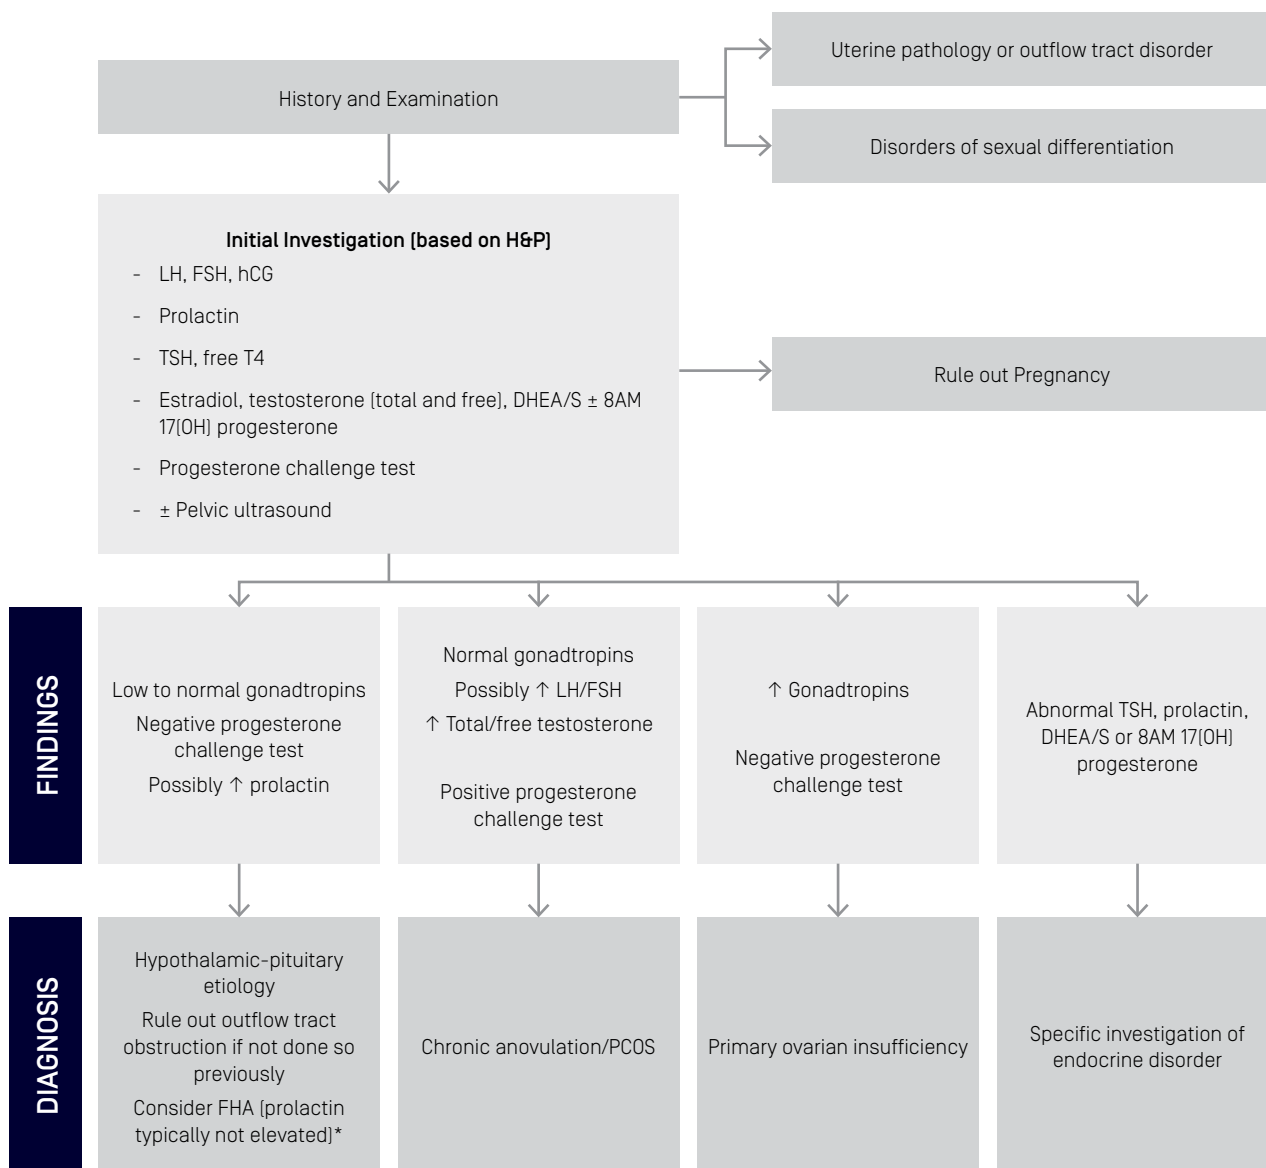 Uterine pathology or outflow tract disorder
History and Examination
Disorders of sexual differentiation
Initial Investigation (based on H&P)
- LH, FSH, hCG
- Prolactin
- TSH, free T4
- Estradiol, testosterone (total and free), DHEA/S ± 8AM
17(OH) progesterone
- Progesterone challenge test
- ± Pelvic ultrasound
Rule out Pregnancy
FINDINGS
Low to normal gonadtropins
Negative progesterone
challenge test
Possibly ↑ prolactin
Normal gonadtropins
Possibly ↑ LH/FSH
↑ Total/free testosterone
Positive progesterone
challenge test
↑ Gonadtropins
Negative progesterone
challenge test
Abnormal TSH, prolactin,
DHEA/S or 8AM 17(OH)
progesterone
DIAGNOSIS
Hypothalamic-pituitary
etiology
Rule out outflow tract
obstruction if not done so
previously
Consider FHA (prolactin
typically not elevated)*
Chronic anovulation/PCOS
Primary ovarian insufficiency
Specific investigation of
endocrine disorder